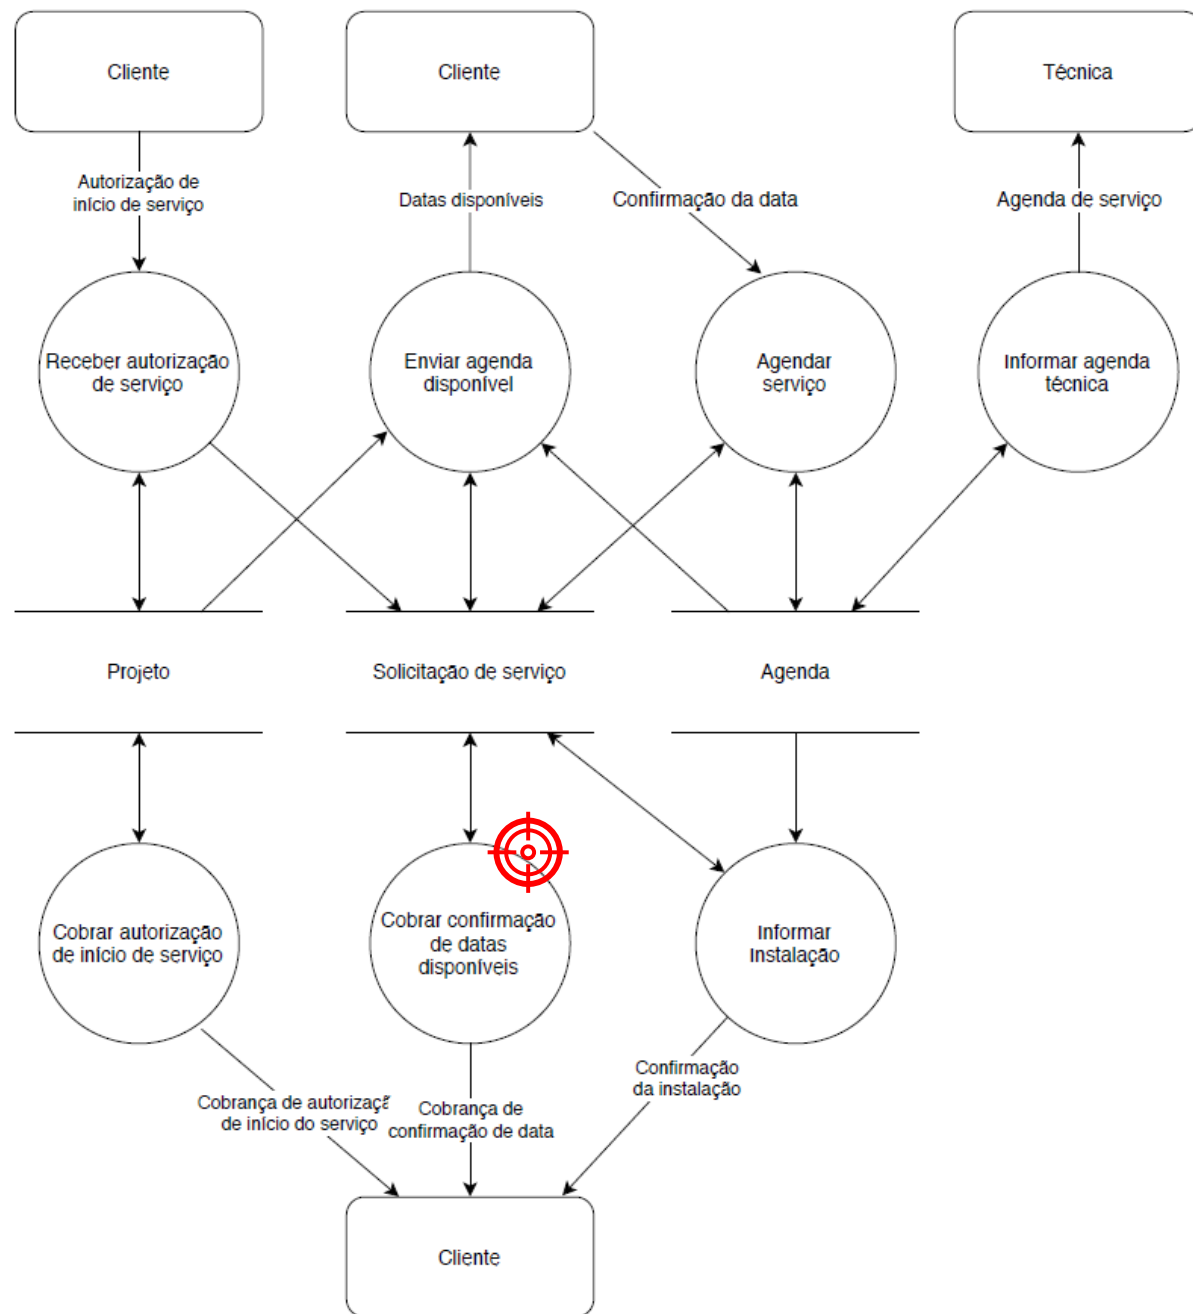 Cliente
Cliente
Técnica
Autorização de
início de serviço
Datas disponíveis
Confirmação da data
Agenda de serviço
Receber autorização
de serviço
Enviar agenda
disponível
Agendar
serviço
Informar agenda
técnica
Projeto
Solicitação de serviço
Agenda
Cobrar autorização
de início de serviço
Cobrar confirmação
de datas
disponíveis
Informar
Instalação
Cobrança de autorizaçã
de início do serviço
Cobrança de
confirmação de data
Confirmação
da instalação
Cliente